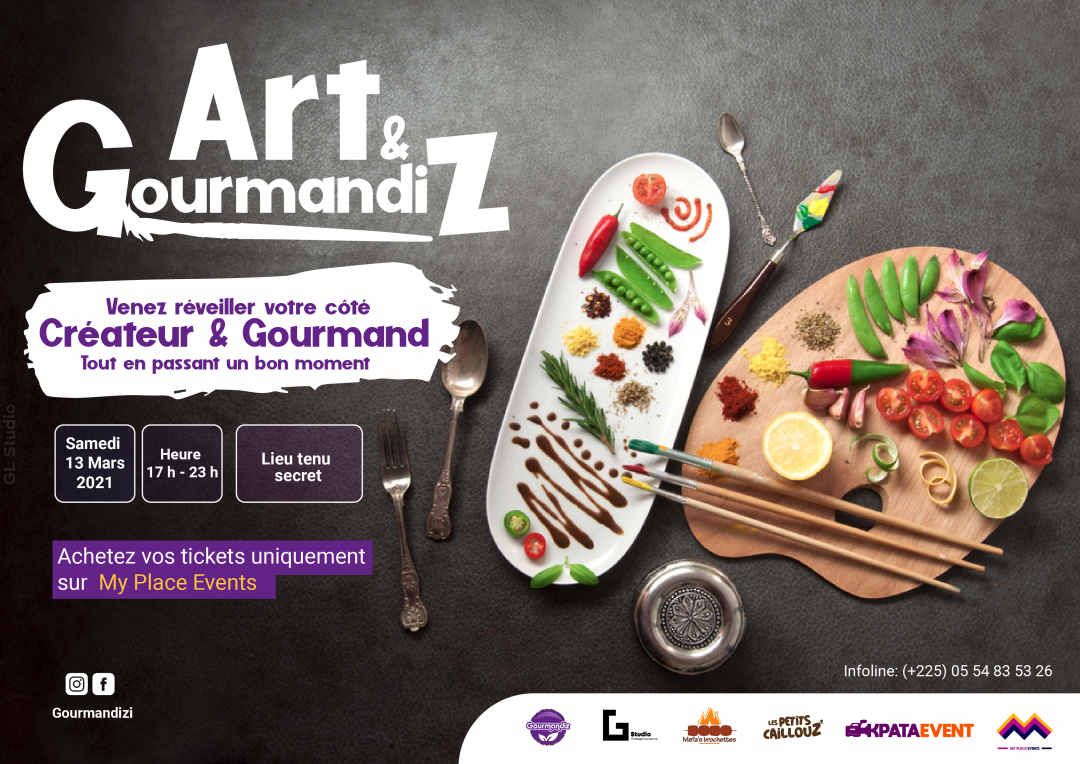 Art
&
GourmandiZ
Venez réveiller votre côté
Créateur & Gourmand
Tout en passant un bon moment
Samedi
13 Mars
2021
Heure
17 h - 23 h
Lieu tenu
secret
Achetez vos tickets uniquement
sur My Place Events
Gourmandizi
GL Studio
3
Infoline: (+225) 05 54 83 53 26
Gourmandiz
G Studio
Meta's brochettes
LES PETITS
CAILLOUZ'
KPATAEVENT
MY PLACE EVENTS